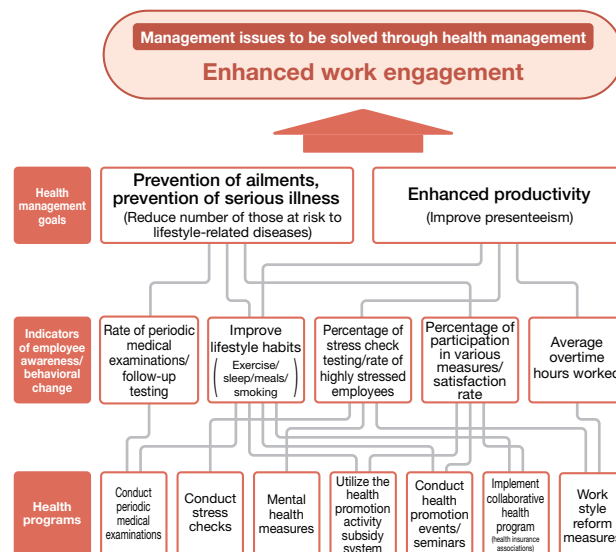 Management issues to be solved through health management
Enhanced work engagement
Health
management
goals
Prevention of ailments,
prevention of serious illness
(Reduce number of those at risk to
lifestyle-related diseases)
Enhanced productivity
(Improve presenteeism)
Indicators
of employee
awareness/
behavioral
change
Rate of periodic
medical
examinations/
follow-up
testing
Improve
lifestyle habits
(Exercise/
sleep/meals/
smoking)
Percentage of
stress check
testing/rate of
highly stressed
employees
Percentage of
participation
in various
measures/
satisfaction
rate
Average
overtime
hours worked
Health
programs
Conduct
periodic
medical
examinations
Conduct
stress
checks
Mental
health
measures
Utilize the
health
promotion
activity
subsidy
system
Conduct
health
promotion
events/
seminars
Implement
collaborative
health
program
(health insurance
associations)
Work
style
reform
measures